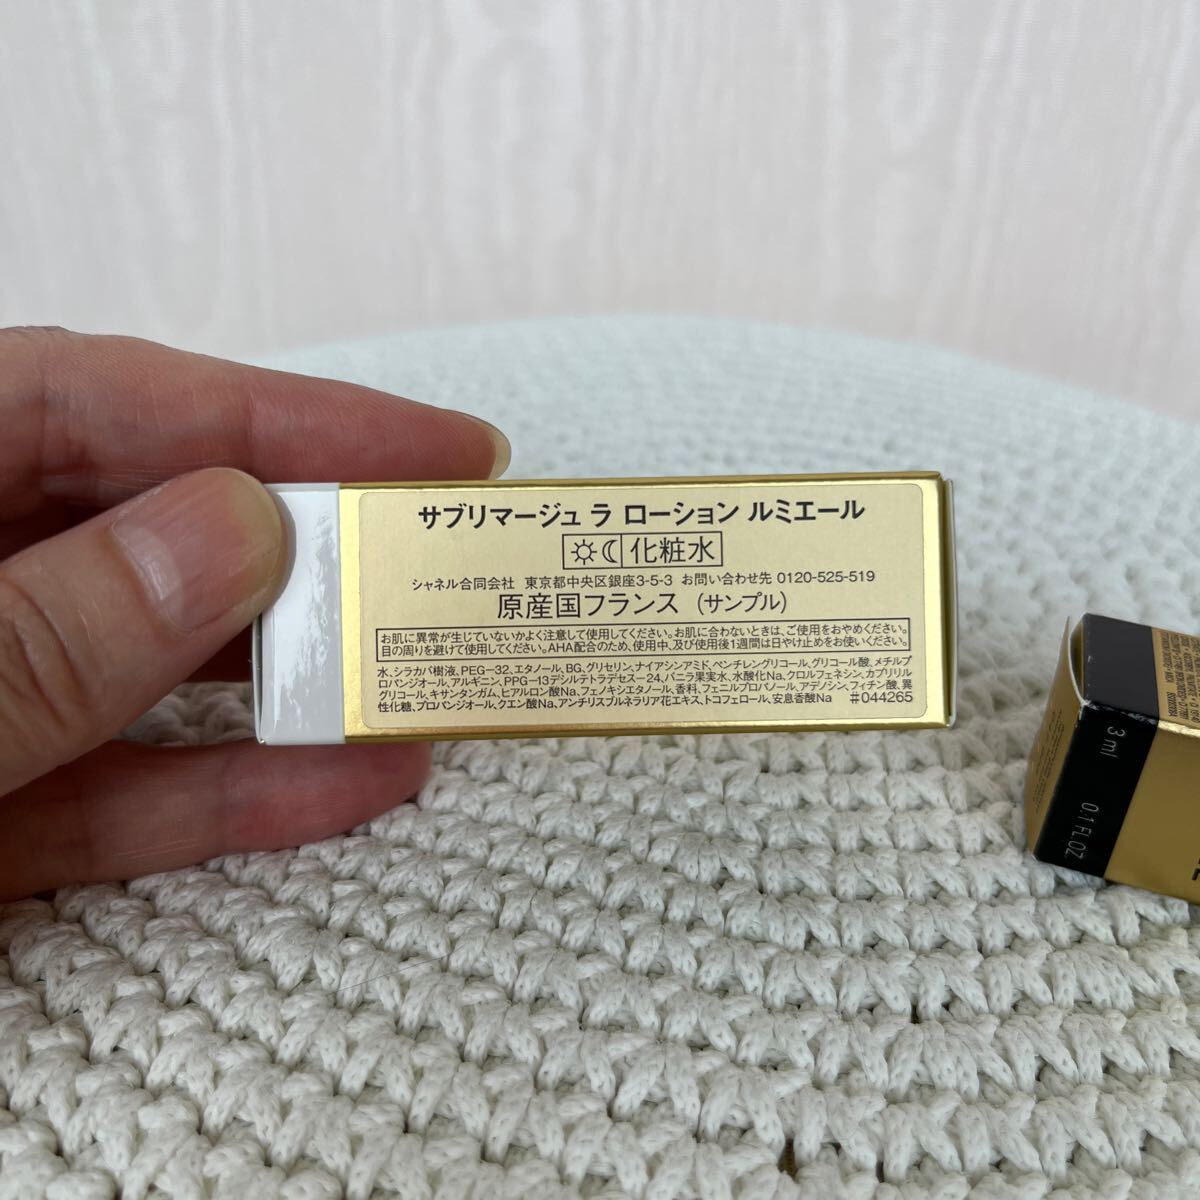 サブリマージュ ラ ローション ルミエール
化粧水
シャネル合同会社 東京都中央区銀座3-5-3 お問い合わせ先 0120-525-519
原産国フランス (サンプル)
お肌に異常が生じていないかよく注意して使用してください。お肌に合わないときは、ご使用をおやめください。
目の周りを避けて使用してください。AHA配合のため、使用中、及び使用後1週間は日やけ止めをお使いください。
水、シラカバ樹液、PEG-32、エタノール、BG、グリセリン、ナイアシンアミド、ペンチレングリコール、グリコール酸、メチルプ
ロパンジオール、アルギニン、PPG-13デシルテトラデセス-24、バニラ果実水、水酸化Na、クロルフェネシン、カプリリル
グリコール、キサンタンガム、ヒアルロン酸Na、フェノキシエタノール、香料、フェニルプロパノール、アデノシン、フィチン酸、異
性化糖、プロパンジオール、クエン酸Na、アンチリスプルネラリア花エキス、トコフェロール、安息香酸Na #044265
3 ml 0.1 FL.OZ